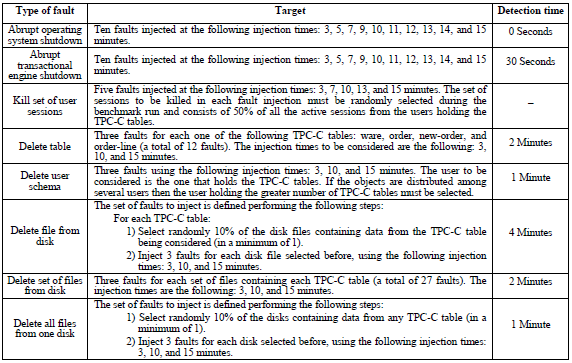 Type of fault Target Detection time
Abrupt operating
system shutdown
Ten faults injected at the following injection times: 3, 5, 7, 9, 10, 11, 12, 13, 14, and 15
minutes.
0 Seconds
Abrupt
transactional
engine shutdown
Ten faults injected at the following injection times: 3, 5, 7, 9, 10, 11, 12, 13, 14, and 15
minutes.
30 Seconds
Kill set of user
sessions
Five faults injected at the following injection times: 3, 7, 10, 13, and 15 minutes. The set of
sessions to be killed in each fault injection must be randomly selected during the
benchmark run and consists of 50% of all the active sessions from the users holding the
TPC-C tables.
–
Delete table
Three faults for each one of the following TPC-C tables: ware, order, new-order, and
order-line (a total of 12 faults). The injection times to be considered are the following: 3,
10, and 15 minutes.
2 Minutes
Delete user
schema
Three faults using the following injection times: 3, 10, and 15 minutes. The user to be
considered is the one that holds the TPC-C tables. If the objects are distributed among
several users then the user holding the greater number of TPC-C tables must be selected.
1 Minute
Delete file from
disk
The set of faults to inject is defined performing the following steps:
For each TPC-C table:
1) Select randomly 10% of the disk files containing data from the TPC-C table
being considered (in a minimum of 1).
2) Inject 3 faults for each disk file selected before, using the following injection
times: 3, 10, and 15 minutes.
4 Minutes
Delete set of files
from disk
Three faults for each set of files containing each TPC-C table (a total of 27 faults). The
injection times are the following: 3, 10, and 15 minutes.
2 Minutes
Delete all files
from one disk
The set of faults to inject is defined performing the following steps:
1) Select randomly 10% of the disks containing data from any TPC-C table (in a
minimum of 1).
2) Inject 3 faults for each disk selected before, using the following injection times:
3, 10, and 15 minutes.
1 Minute